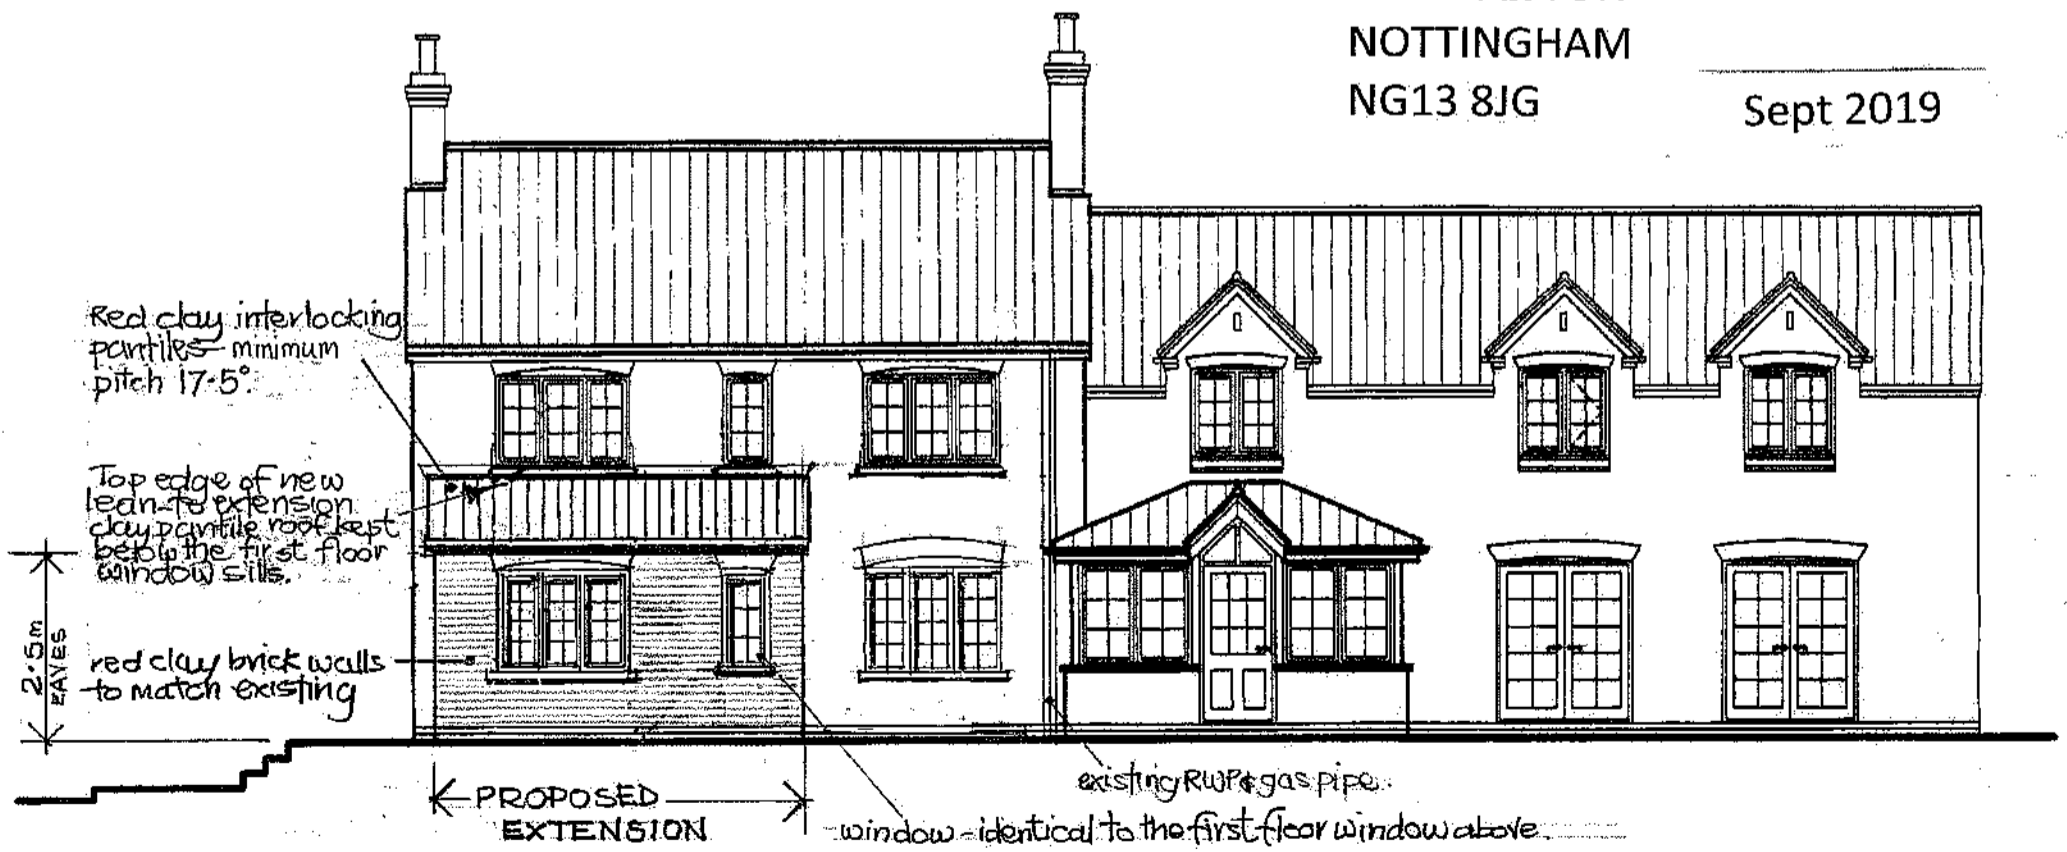 NOTTINGHAM
NG13 8JG
Sept 2019
Red clay interlocking
pantiles - minimum
pitch 17.5°.
Top edge of new
lean-to extension
clay pantile roof kept
below the first floor
window sills.
2.5m
EAVES
red clay brick walls
to match existing
PROPOSED
EXTENSION
existing RWP & gas pipe.
window - identical to the first floor window above.